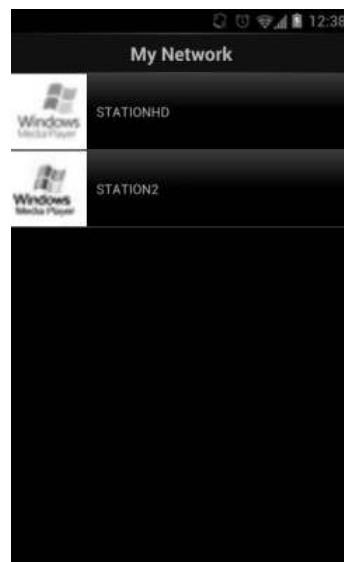 12:38
My Network
Windows
Media Player
STATIONHD
Windows
Media Player
STATION2